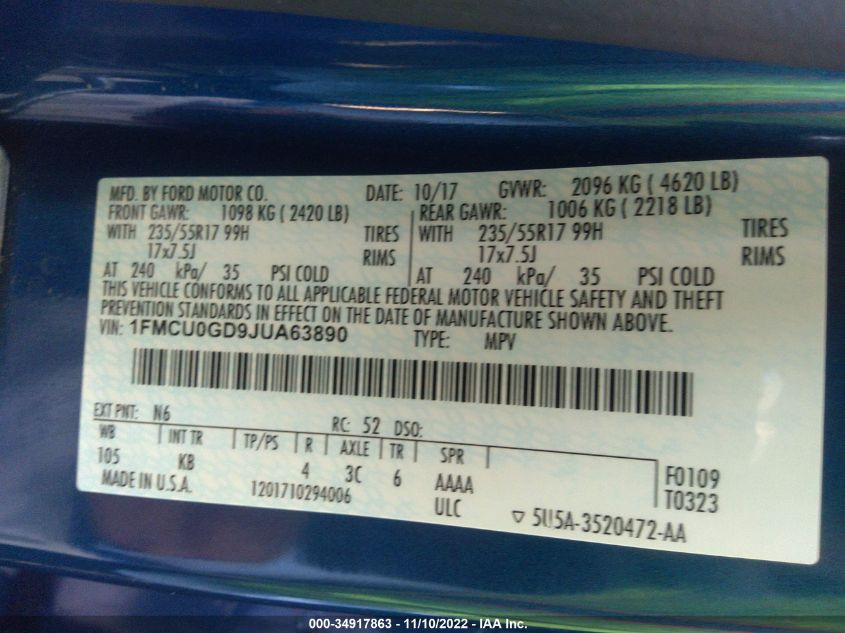 MFD. BY FORD MOTOR CO. DATE: 10/17 GVWR: 2096 KG ( 4620 LB)
FRONT GAWR: 1098 KG ( 2420 LB) REAR GAWR: 1006 KG ( 2218 LB)
WITH 235/55R17 99H TIRES WITH 235/55R17 99H TIRES
17x7.5J RIMS 17x7.5J RIMS
AT 240 kPa/ 35 PSI COLD AT 240 kPa/ 35 PSI COLD
THIS VEHICLE CONFORMS TO ALL APPLICABLE FEDERAL MOTOR VEHICLE SAFETY AND THEFT
PREVENTION STANDARDS IN EFFECT ON THE DATE OF MANUFACTURE SHOWN ABOVE.
VIN: 1FMCU0GD9JUA63890 TYPE: MPV
EXT PNT: N6 RC: 52 DSO:
WB INT TR TP/PS R AXLE TR SPR
105 KB 4 3C 6 AAAA F0109
MADE IN U.S.A. 1201710294006 ULC T0323
5U5A-3520472-AA
000-34917863 - 11/10/2022 - IAA Inc.